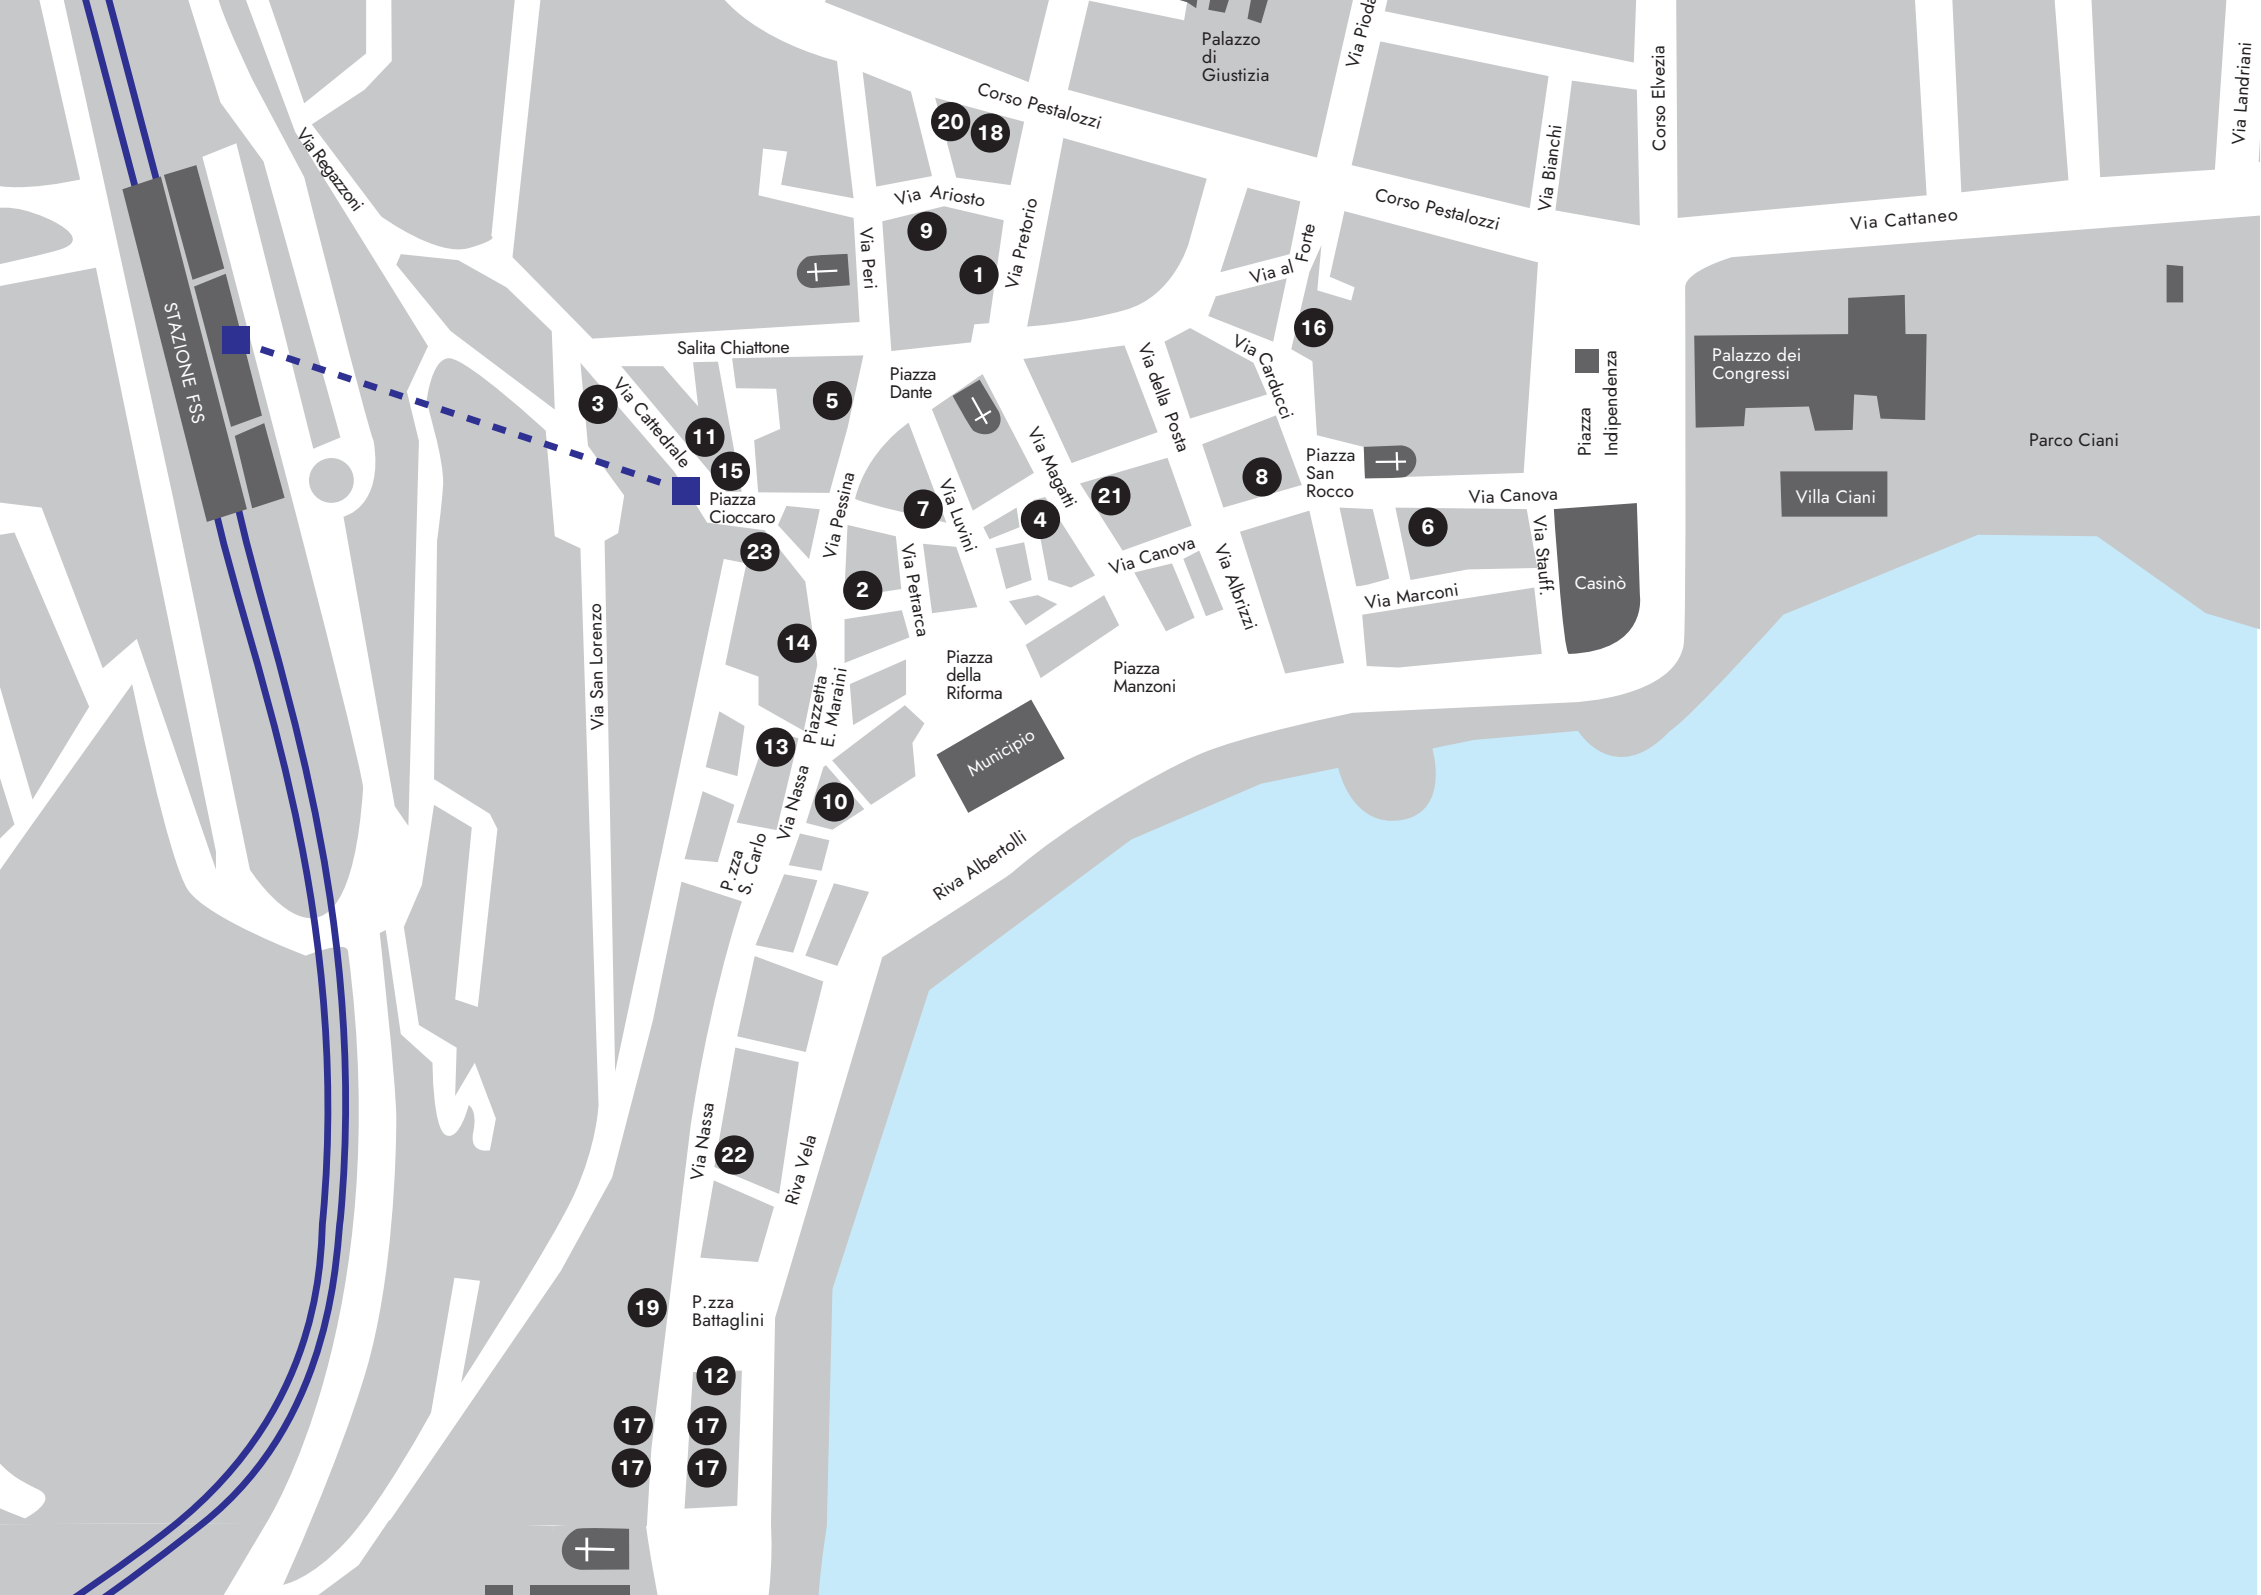 Palazzo
di
Giustizia
Via Pioda
Corso Elvezia
Via Landriani
Corso Pestalozzi
20
18
Via Bianchi
Via Regazzoni
Via Ariosto
Corso Pestalozzi
Via Cattaneo
9
Via Peri
1
Via Pretorio
Via al Forte
16
STAZIONE FSS
Salita Chiattone
Via Carducci
Via della Posta
Piazza
Indipendenza
Palazzo dei
Congressi
Piazza
Dante
3
5
Via Cattedrale
11
15
Via Magatti
Parco Ciani
8
Piazza
San
Rocco
Piazza
Cioccaro
Via Pessina
7
Via Luvini
4
21
Via Canova
Villa Ciani
6
23
Via Canova
Via Stauff.
Casinò
2
Via Petrarca
Via Albrizzi
Via Marconi
14
Via San Lorenzo
Piazza
della
Riforma
Piazza
Manzoni
Piazzetta
E. Maraini
13
Municipio
10
Via Nassa
P.zza
S. Carlo
Riva Albertolli
Via Nassa
22
Riva Vela
19
P.zza
Battaglini
12
17
17
17
17